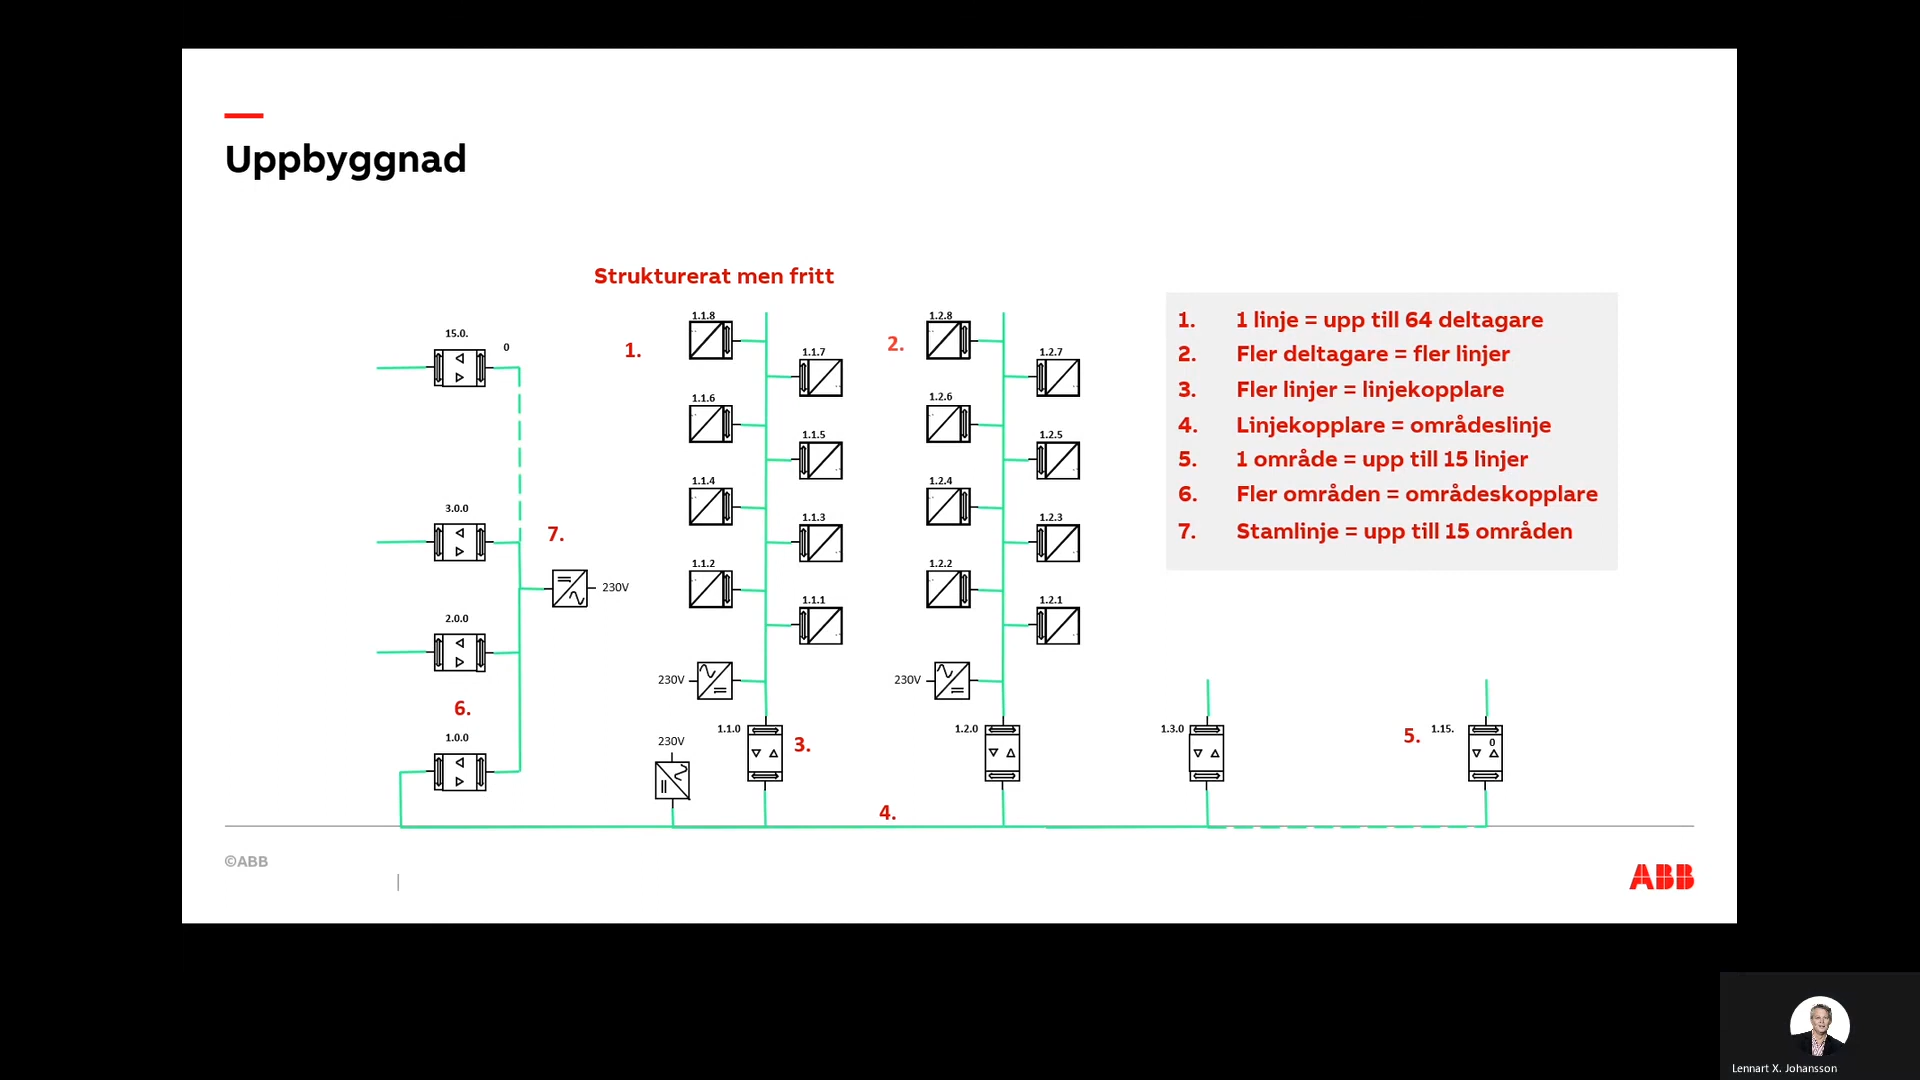 Uppbyggnad
Strukturerat men fritt
15.0.
0
3.0.0
7.
230V
2.0.0
6.
1.0.0
1.
1.1.8
1.1.7
1.1.6
1.1.5
1.1.4
1.1.3
1.1.2
1.1.1
230V
1.1.0
3.
230V
2.
1.2.8
1.2.7
1.2.6
1.2.5
1.2.4
1.2.3
1.2.2
1.2.1
230V
1.2.0
4.
1.3.0
5.
1.15.
0
1. 1 linje = upp till 64 deltagare
2. Fler deltagare = fler linjer
3. Fler linjer = linjekopplare
4. Linjekopplare = områdeslinje
5. 1 område = upp till 15 linjer
6. Fler områden = områdeskopplare
7. Stamlinje = upp till 15 områden
©ABB
ABB
Lennart X. Johansson